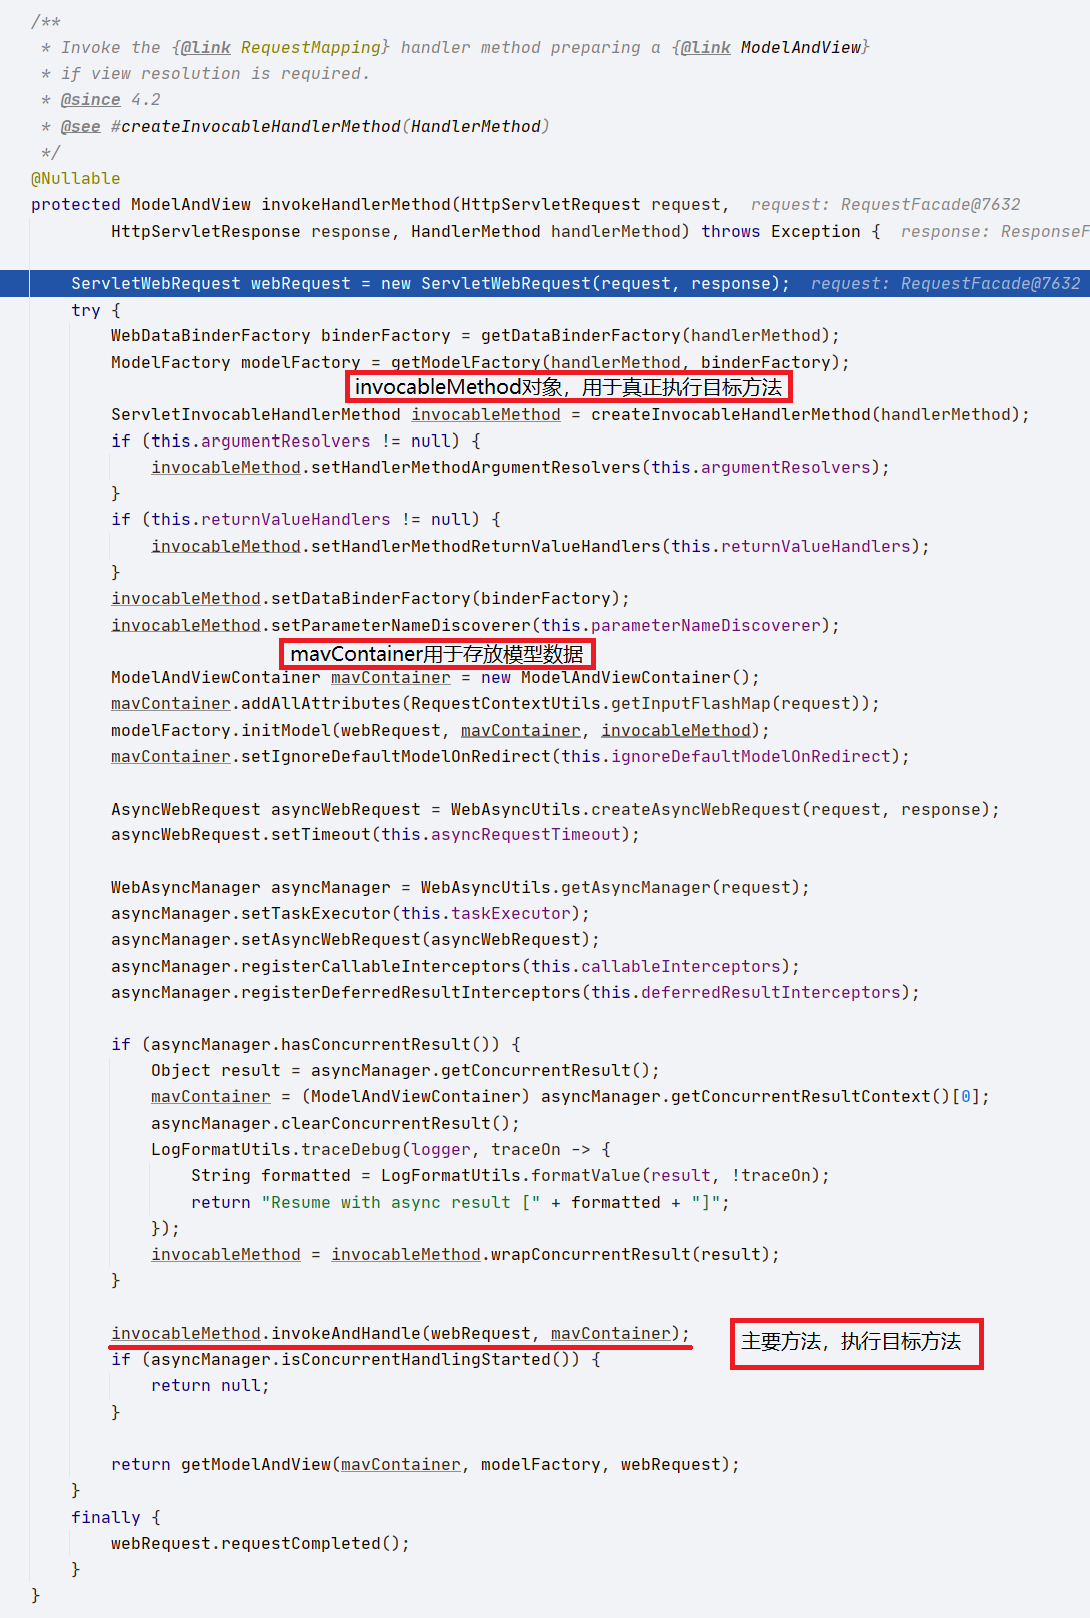 /**
 * Invoke the {@link RequestMapping} handler method preparing a {@link ModelAndView}
 * if view resolution is required.
 * @since 4.2
 * @see #createInvocableHandlerMethod(HandlerMethod)
 */
@Nullable
protected ModelAndView invokeHandlerMethod(HttpServletRequest request,  request: RequestFacade@7632
        HttpServletResponse response, HandlerMethod handlerMethod) throws Exception {  response: ResponseF
    ServletWebRequest webRequest = new ServletWebRequest(request, response);  request: RequestFacade@7632
    try {
        WebDataBinderFactory binderFactory = getDataBinderFactory(handlerMethod);
        ModelFactory modelFactory = getModelFactory(handlerMethod, binderFactory);
invocableMethod对象，用于真正执行目标方法
        ServletInvocableHandlerMethod invocableMethod = createInvocableHandlerMethod(handlerMethod);
        if (this.argumentResolvers != null) {
            invocableMethod.setHandlerMethodArgumentResolvers(this.argumentResolvers);
        }
        if (this.returnValueHandlers != null) {
            invocableMethod.setHandlerMethodReturnValueHandlers(this.returnValueHandlers);
        }
        invocableMethod.setDataBinderFactory(binderFactory);
        invocableMethod.setParameterNameDiscoverer(this.parameterNameDiscoverer);
mavContainer用于存放模型数据
        ModelAndViewContainer mavContainer = new ModelAndViewContainer();
        mavContainer.addAllAttributes(RequestContextUtils.getInputFlashMap(request));
        modelFactory.initModel(webRequest, mavContainer, invocableMethod);
        mavContainer.setIgnoreDefaultModelOnRedirect(this.ignoreDefaultModelOnRedirect);
        AsyncWebRequest asyncWebRequest = WebAsyncUtils.createAsyncWebRequest(request, response);
        asyncWebRequest.setTimeout(this.asyncRequestTimeout);
        WebAsyncManager asyncManager = WebAsyncUtils.getAsyncManager(request);
        asyncManager.setTaskExecutor(this.taskExecutor);
        asyncManager.setAsyncWebRequest(asyncWebRequest);
        asyncManager.registerCallableInterceptors(this.callableInterceptors);
        asyncManager.registerDeferredResultInterceptors(this.deferredResultInterceptors);
        if (asyncManager.hasConcurrentResult()) {
            Object result = asyncManager.getConcurrentResult();
            mavContainer = (ModelAndViewContainer) asyncManager.getConcurrentResultContext()[0];
            asyncManager.clearConcurrentResult();
            LogFormatUtils.traceDebug(logger, traceOn -> {
                String formatted = LogFormatUtils.formatValue(result, !traceOn);
                return "Resume with async result [" + formatted + "]";
            });
            invocableMethod = invocableMethod.wrapConcurrentResult(result);
        }
        invocableMethod.invokeAndHandle(webRequest, mavContainer);
主要方法，执行目标方法
        if (asyncManager.isConcurrentHandlingStarted()) {
            return null;
        }
        return getModelAndView(mavContainer, modelFactory, webRequest);
    }
    finally {
        webRequest.requestCompleted();
    }
}